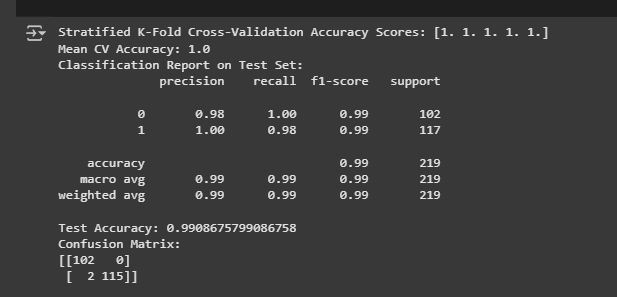 Stratified K-Fold Cross-Validation Accuracy Scores: [1. 1. 1. 1. 1.]
Mean CV Accuracy: 1.0
Classification Report on Test Set:
precision recall f1-score support
0 0.98 1.00 0.99 102
1 1.00 0.98 0.99 117
accuracy 0.99 219
macro avg 0.99 0.99 0.99 219
weighted avg 0.99 0.99 0.99 219
Test Accuracy: 0.9908675799086758
Confusion Matrix:
[[102 0]
[ 2 115]]